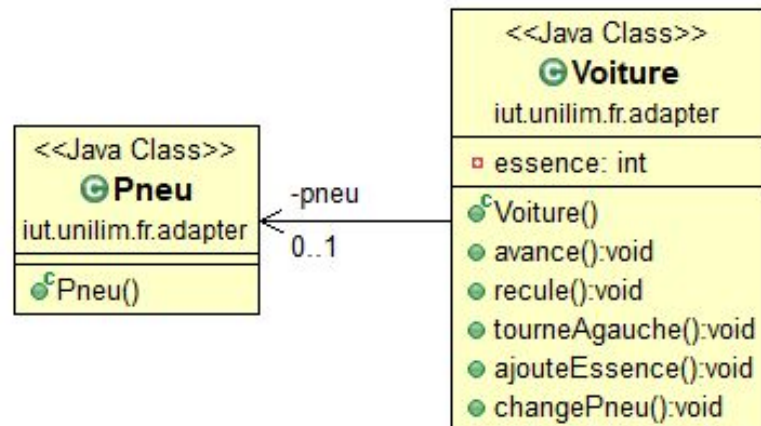 <<Java Class>>
Pneu
iut.unilim.fr.adapter
Pneu()
-pneu
0..1
<<Java Class>>
Voiture
iut.unilim.fr.adapter
essence: int
Voiture()
avance():void
recule():void
tourneAgauche():void
ajouteEssence():void
changePneu():void